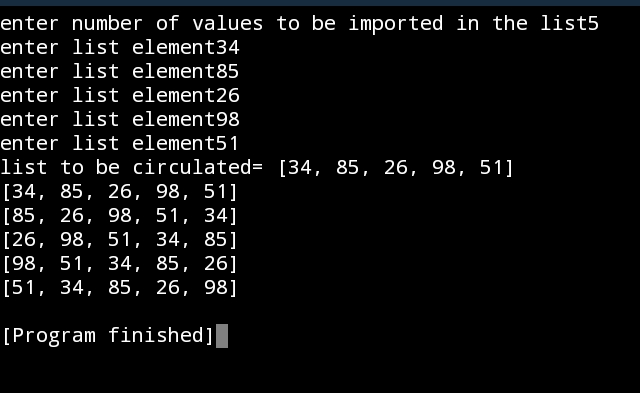 enter number of values to be imported in the list5
enter list element34
enter list element85
enter list element26
enter list element98
enter list element51
list to be circulated= [34, 85, 26, 98, 51]
[34, 85, 26, 98, 51]
[85, 26, 98, 51, 34]
[26, 98, 51, 34, 85]
[98, 51, 34, 85, 26]
[51, 34, 85, 26, 98]
[Program finished]